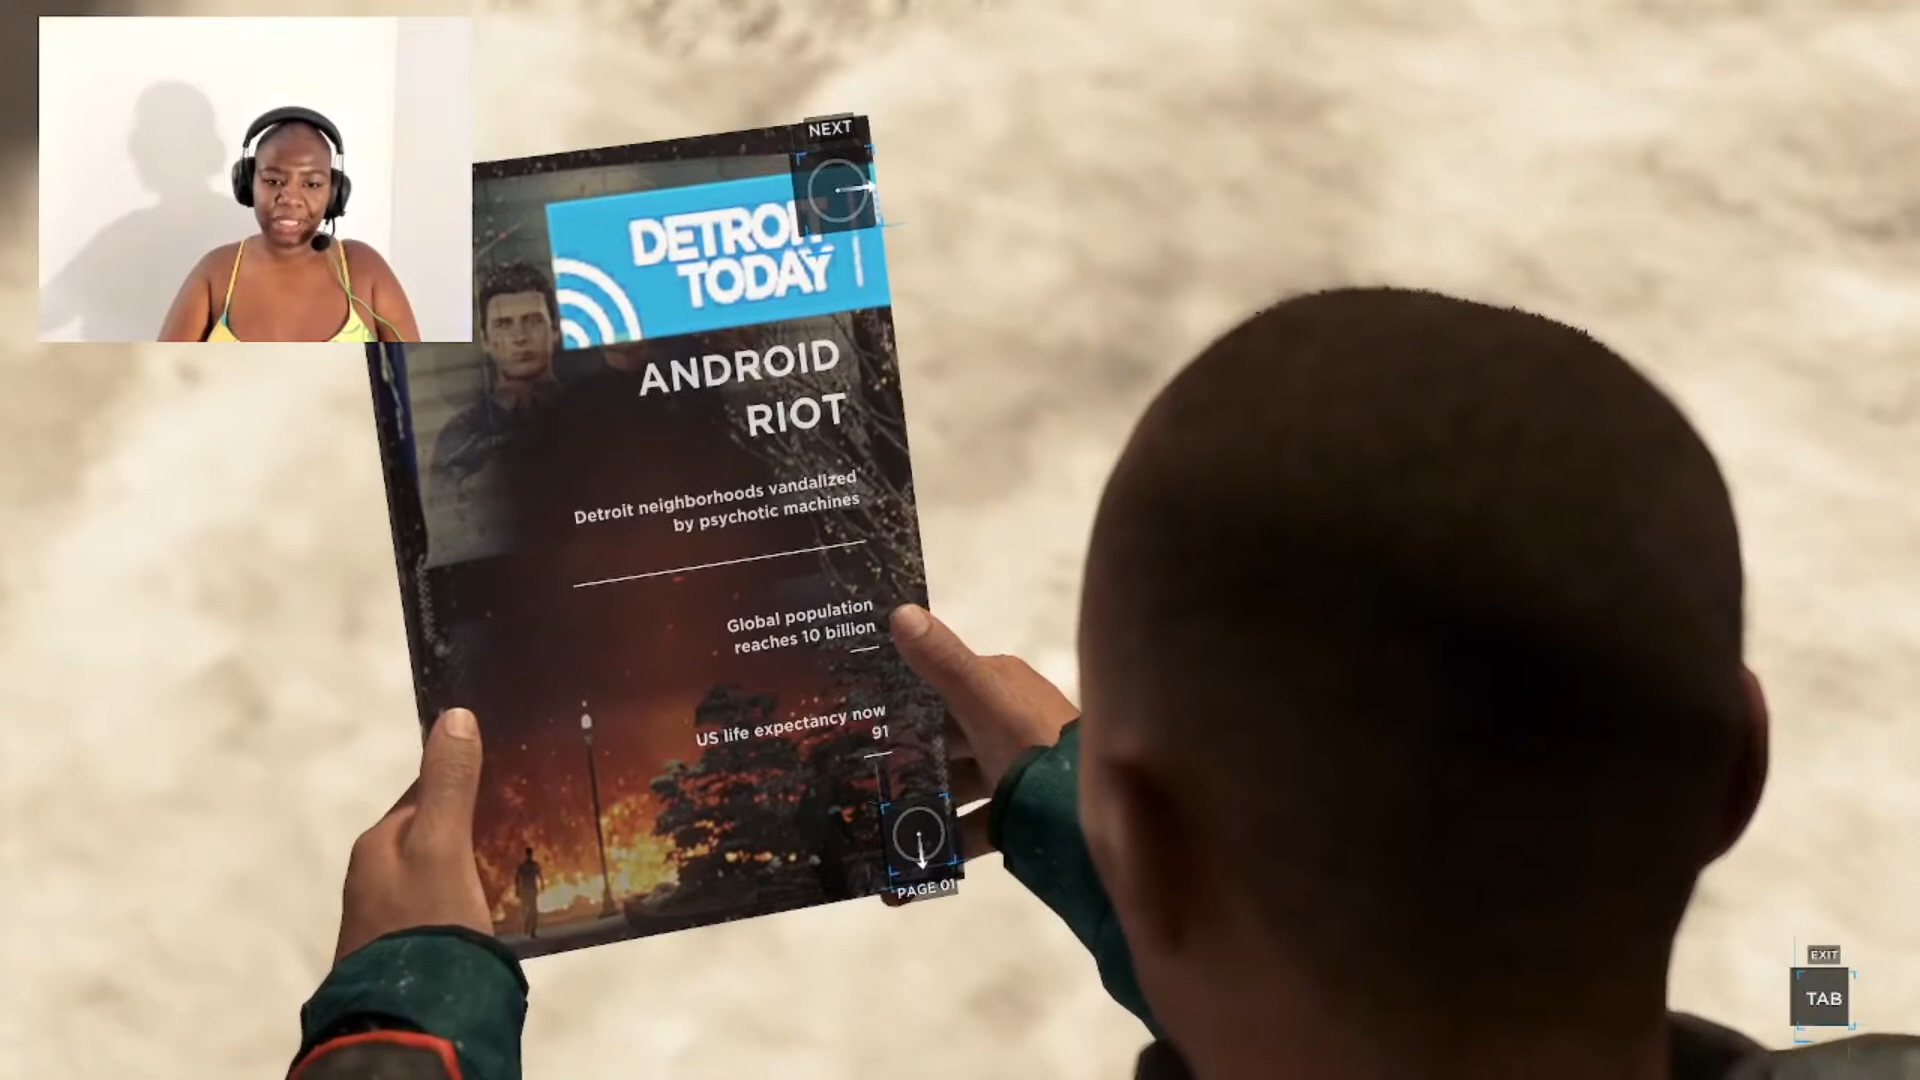 NEXT
DETROIT
TODAY
ANDROID
RIOT
Detroit neighborhoods vandalized
by psychotic machines
Global population
reaches 10 billion
US life expectancy now
91
PAGE 01
EXIT
TAB